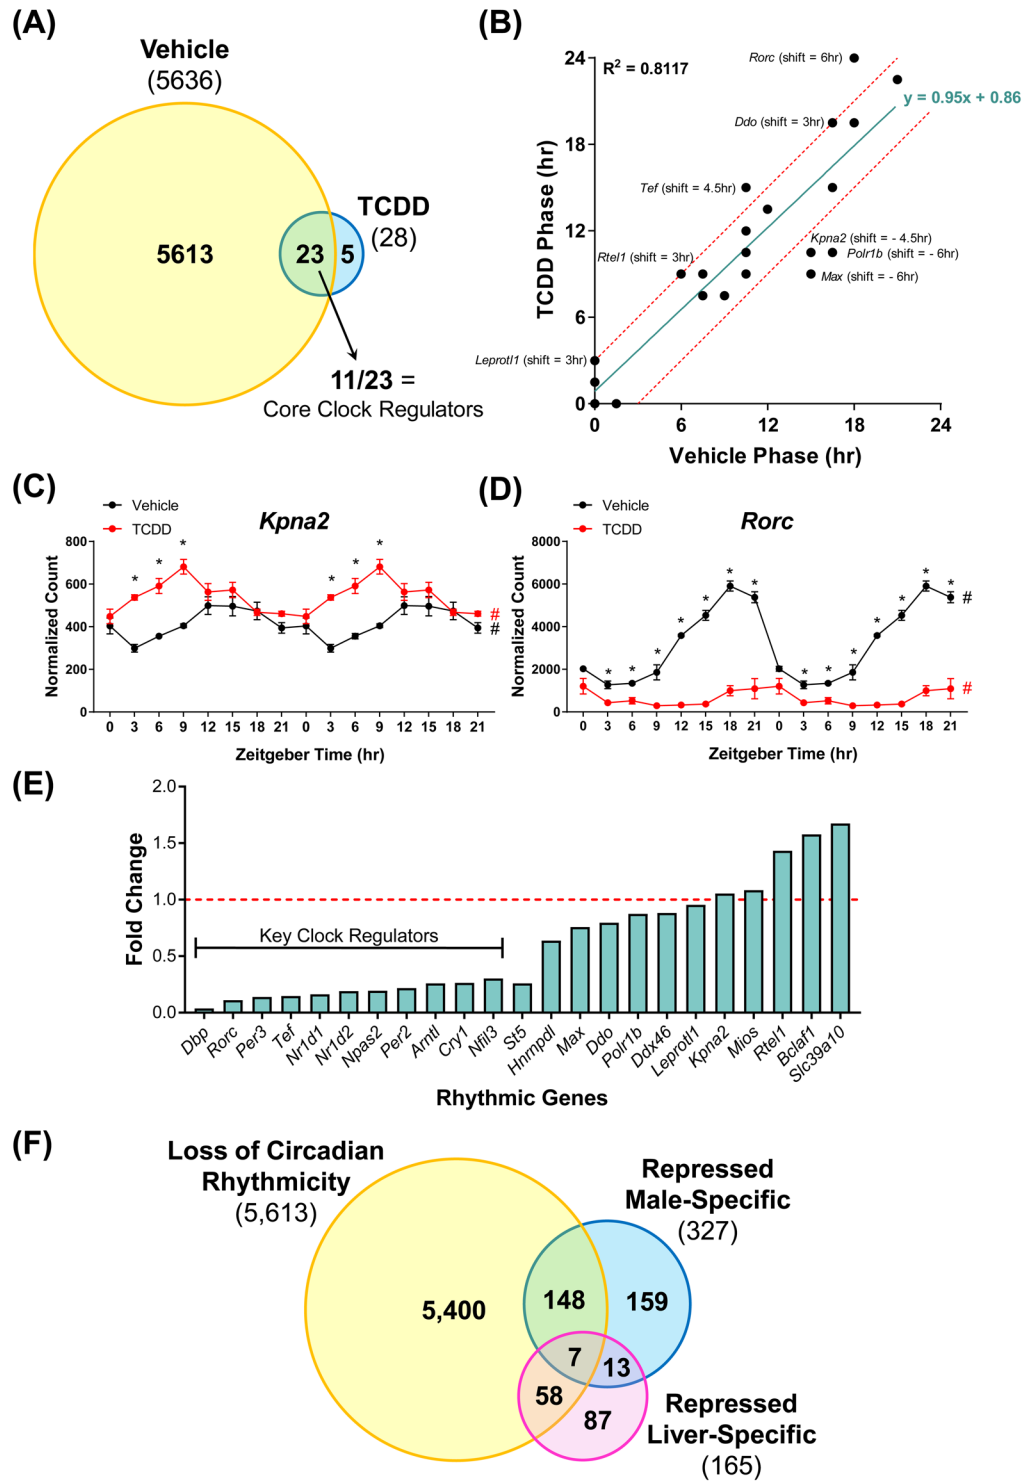 (A)
Vehicle
(5636)
TCDD
(28)
5613
23
5
11/23 =
Core Clock Regulators
(B)
R2 = 0.8117
y = 0.95x + 0.86
Rorc (shift = 6hr)
Ddo (shift = 3hr)
Tef (shift = 4.5hr)
Kpna2 (shift = - 4.5hr)
Rtel1 (shift = 3hr)
Polr1b (shift = - 6hr)
Max (shift = - 6hr)
Leprotl1 (shift = 3hr)
TCDD Phase (hr)
24
18
12
6
0
0 6 12 18 24
Vehicle Phase (hr)
(C)
Vehicle
TCDD
Kpna2
Normalized Count
800
600
400
200
0
* * * * * *
#
#
0 3 6 9 12 15 18 21 0 3 6 9 12 15 18 21
Zeitgeber Time (hr)
(D)
Vehicle
TCDD
Rorc
Normalized Count
8000
6000
4000
2000
0
* * * * * * * * * * * * * *
#
#
0 3 6 9 12 15 18 21 0 3 6 9 12 15 18 21
Zeitgeber Time (hr)
(E)
Fold Change
2.0
1.5
1.0
0.5
0.0
Key Clock Regulators
Dbp Rorc Per3 Tef Nr1d1 Nr1d2 Npas2 Per2 Arntl Cry1 Nfil3 St5 Hnrnpdl Max Ddo Polr1b Ddx46 Leprotl1 Kpna2 Mios Rtel1 Bclaf1 Slc39a10
Rhythmic Genes
(F)
Loss of Circadian
Rhythmicity
(5,613)
Repressed
Male-Specific
(327)
5,400
148
159
7
13
58
87
Repressed
Liver-Specific
(165)